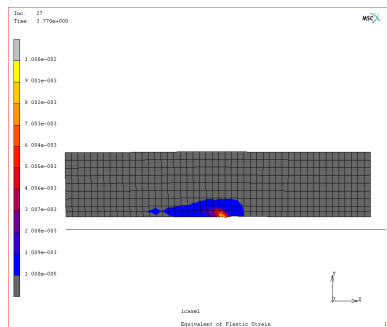 Inc: 27
Time: 3.770e+000
MSC
1.000e-002
9.001e-003
8.002e-003
7.003e-003
6.004e-003
5.005e-003
4.006e-003
3.007e-003
2.008e-003
1.009e-003
1.000e-005
Y
Z
X
lcase1
Equivalent of Plastic Strain
1